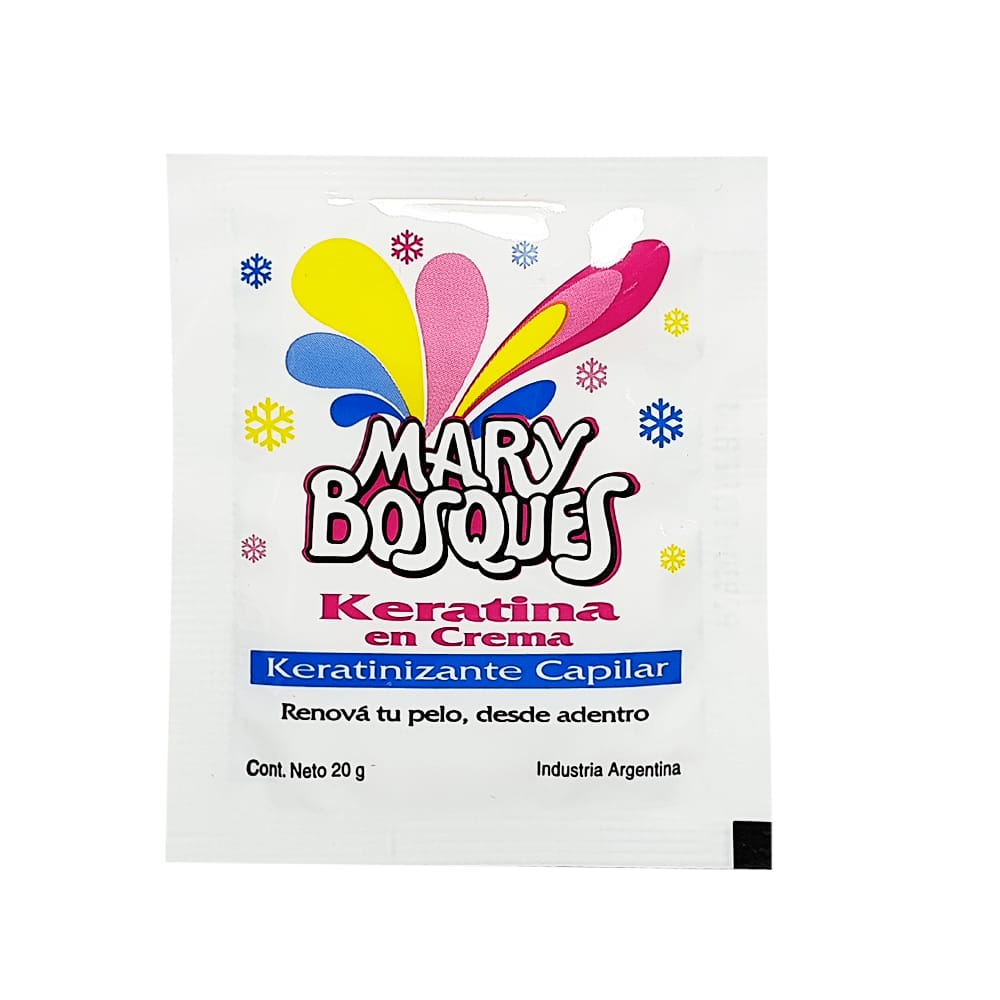 MARY
BOSQUES
Keratina
en Crema
Keratinizante Capilar
Renová tu pelo, desde adentro
Cont. Neto 20 g
Industria Argentina